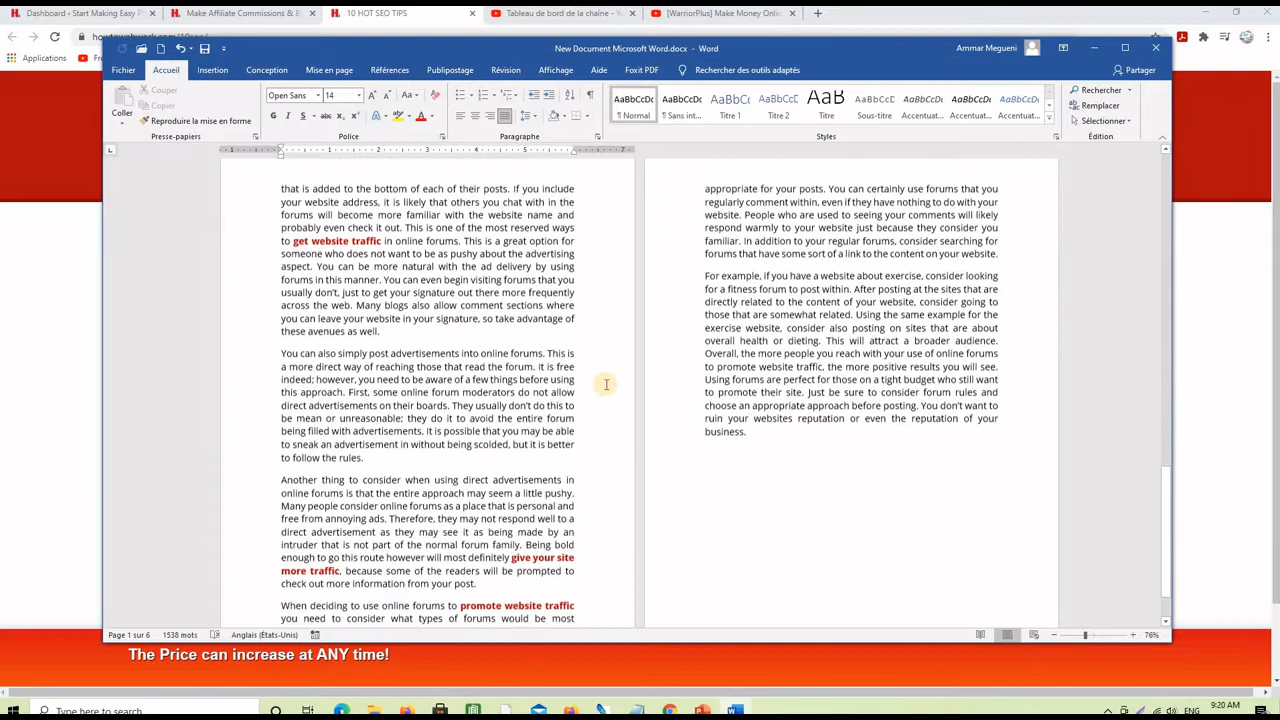 Dashboard ‹ Start Making Easy
Make Affiliate Commissions & B
10 HOT SEO TIPS
Tableau de bord de la chaîne - Yo
[WarriorPlus] Make Money Onlin
Applications
New Document Microsoft Word.docx - Word
Ammar Megueni
Fichier
Accueil
Insertion
Conception
Mise en page
Références
Publipostage
Révision
Affichage
Aide
Foxit PDF
Rechercher des outils adaptés
Partager
Coller
Couper
Copier
Reproduire la mise en forme
Presse-papiers
Open Sans
14
Police
Paragraphe
AaBbCcDc
AaBbCcDc
AaBbCcD
AaBbCcD
AaB
AaBbCcDc
AaBbCcDc
AaBbCcDc
¶ Normal
¶ Sans int...
Titre 1
Titre 2
Titre
Sous-titre
Accentuat...
Accentuat...
Accentuat...
Styles
Rechercher
Remplacer
Sélectionner
Édition
that is added to the bottom of each of their posts. If you include
your website address, it is likely that others you chat with in the
forums will become more familiar with the website name and
probably even check it out. This is one of the most reserved ways
to get website traffic in online forums. This is a great option for
someone who does not want to be as pushy about the advertising
aspect. You can be more natural with the ad delivery by using
forums in this manner. You can even begin visiting forums that you
usually don't, just to get your signature out there more frequently
across the web. Many blogs also allow comment sections where
you can leave your website in your signature, so take advantage of
these avenues as well.
You can also simply post advertisements into online forums. This is
a more direct way of reaching those that read the forum. It is free
indeed; however, you need to be aware of a few things before using
this approach. First, some online forum moderators do not allow
direct advertisements on their boards. They usually don't do this to
be mean or unreasonable; they do it to avoid the entire forum
being filled with advertisements. It is possible that you may be able
to sneak an advertisement in without being scolded, but it is better
to follow the rules.
Another thing to consider when using direct advertisements in
online forums is that the entire approach may seem a little pushy.
Many people consider online forums as a place that is personal and
free from annoying ads. Therefore, they may not respond well to a
direct advertisement as they may see it as being made by an
intruder that is not part of the normal forum family. Being bold
enough to go this route however will most definitely give your site
more traffic, because some of the readers will be prompted to
check out more information from your post.
When deciding to use online forums to promote website traffic
you need to consider what types of forums would be most
appropriate for your posts. You can certainly use forums that you
regularly comment within, even if they have nothing to do with your
website. People who are used to seeing your comments will likely
respond warmly to your website just because they consider you
familiar. In addition to your regular forums, consider searching for
forums that have some sort of a link to the content on your website.
For example, if you have a website about exercise, consider looking
for a fitness forum to post within. After posting at the sites that are
directly related to the content of your website, consider going to
those that are somewhat related. Using the same example for the
exercise website, consider also posting on sites that are about
overall health or dieting. This will attract a broader audience.
Overall, the more people you reach with your use of online forums
to promote website traffic, the more positive results you will see.
Using forums are perfect for those on a tight budget who still want
to promote their site. Just be sure to consider forum rules and
choose an appropriate approach before posting. You don't want to
ruin your websites reputation or even the reputation of your
business.
Page 1 sur 6
1538 mots
Anglais (États-Unis)
76%
The Price can increase at ANY time!
Type here to search
ENG
9:20 AM